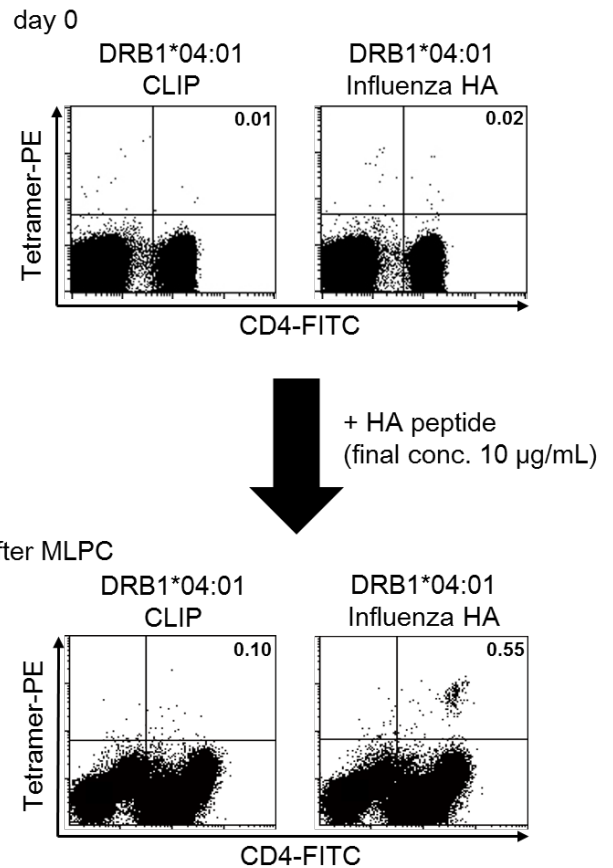 day 0
DRB1*04:01
CLIP
DRB1*04:01
Influenza HA
0.01
0.02
Tetramer-PE
CD4-FITC
+ HA peptide
(final conc. 10 µg/mL)
fter MLPC
DRB1*04:01
CLIP
DRB1*04:01
Influenza HA
0.10
0.55
Tetramer-PE
CD4-FITC